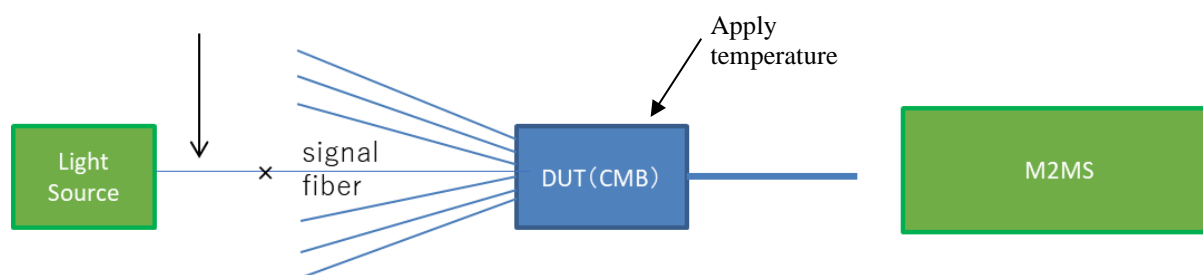 Apply
temperature
Light
Source
signal
fiber
DUT(CMB)
M2MS